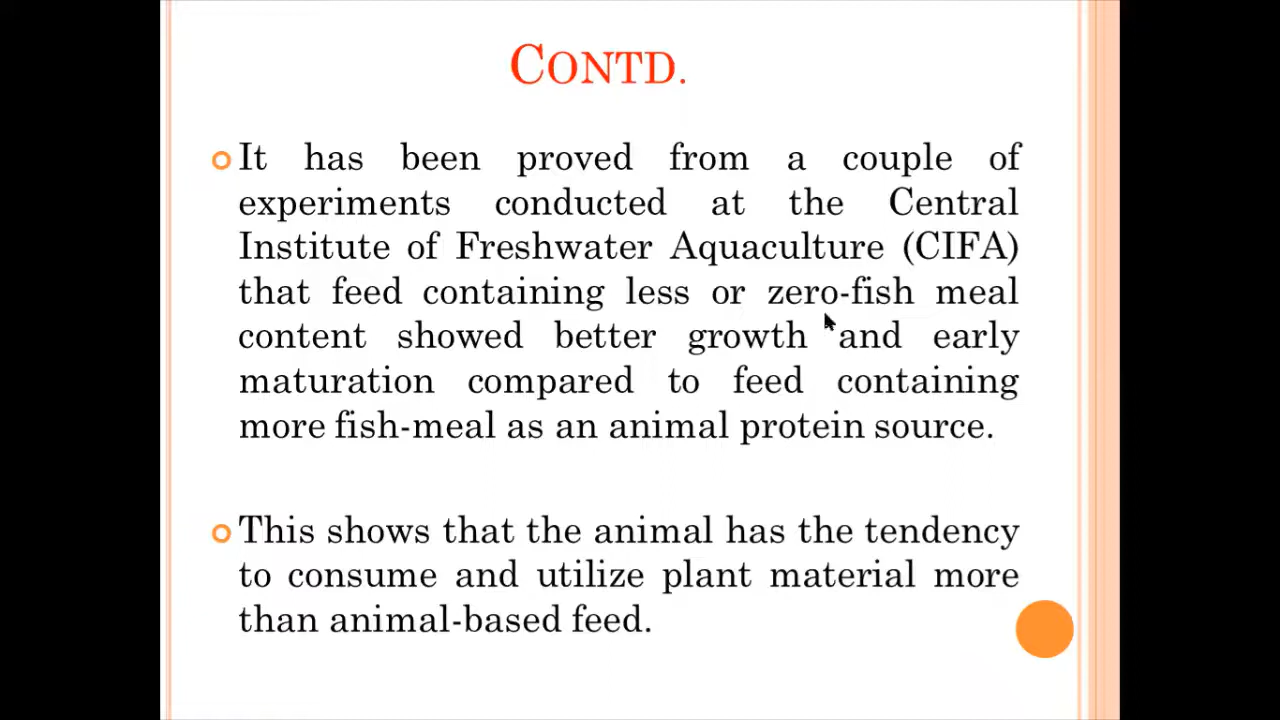 CONTD.
It has been proved from a couple of
experiments conducted at the Central
Institute of Freshwater Aquaculture (CIFA)
that feed containing less or zero-fish meal
content showed better growth and early
maturation compared to feed containing
more fish-meal as an animal protein source.
This shows that the animal has the tendency
to consume and utilize plant material more
than animal-based feed.